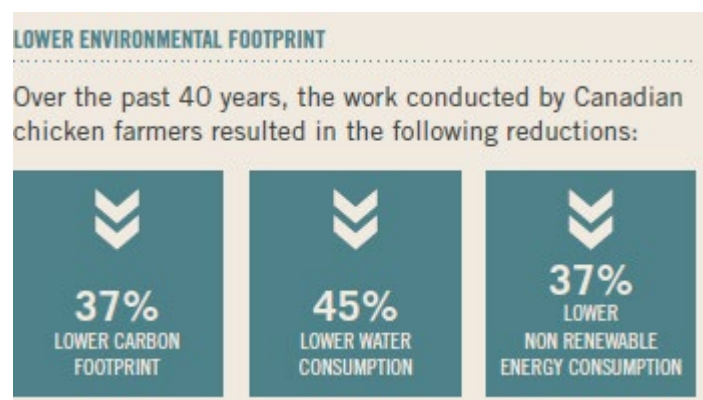 LOWER ENVIRONMENTAL FOOTPRINT
Over the past 40 years, the work conducted by Canadian
chicken farmers resulted in the following reductions:
37%
LOWER CARBON
FOOTPRINT
45%
LOWER WATER
CONSUMPTION
37%
LOWER
NON RENEWABLE
ENERGY CONSUMPTION